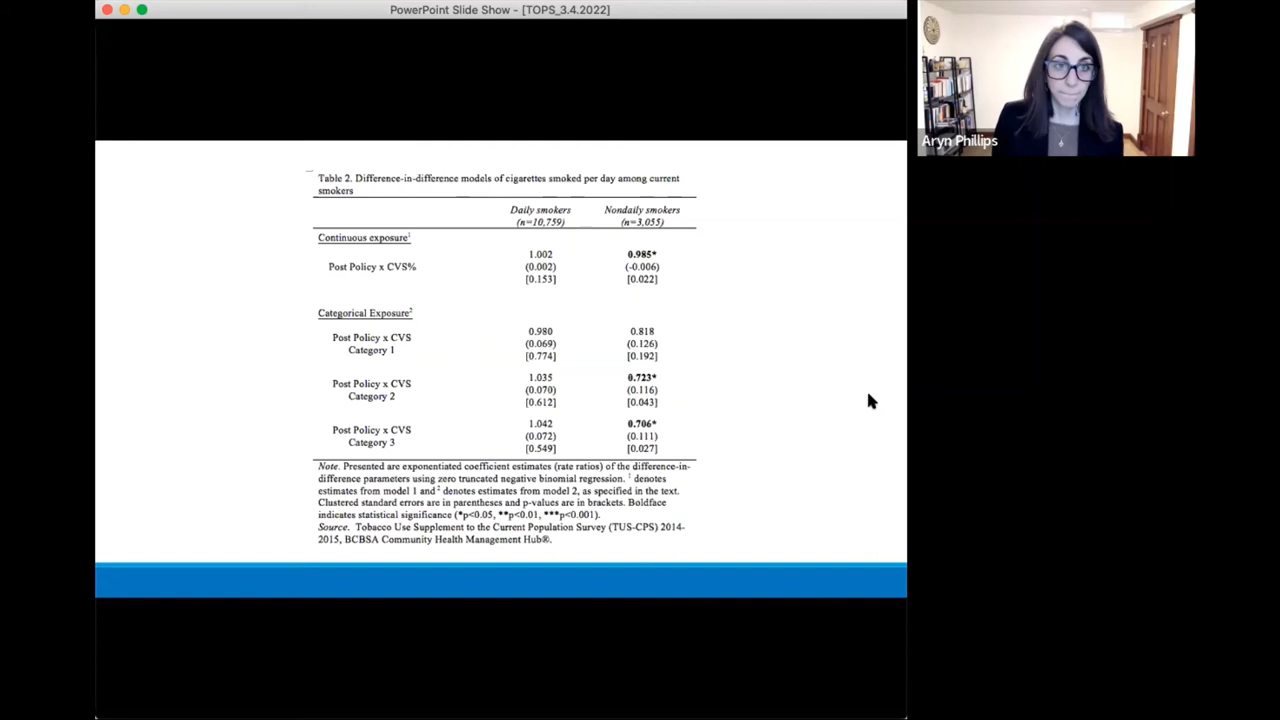 PowerPoint Slide Show - [TOPS_3.4.2022]
Aryn Phillips
Table 2. Difference-in-difference models of cigarettes smoked per day among current
smokers
Daily smokers Nondaily smokers
(n=10,759) (n=3,055)
Continuous exposure¹
1.002 0.985*
Post Policy x CVS% (0.002) (-0.006)
[0.153] [0.022]
Categorical Exposure²
0.980 0.818
Post Policy x CVS (0.069) (0.126)
Category 1 [0.774] [0.192]
1.035 0.723*
Post Policy x CVS (0.070) (0.116)
Category 2 [0.612] [0.043]
1.042 0.706*
Post Policy x CVS (0.072) (0.111)
Category 3 [0.549] [0.027]
Note. Presented are exponentiated coefficient estimates (rate ratios) of the difference-in-
difference parameters using zero truncated negative binomial regression. ¹ denotes
estimates from model 1 and ² denotes estimates from model 2, as specified in the text.
Clustered standard errors are in parentheses and p-values are in brackets. Boldface
indicates statistical significance (*p<0.05, **p<0.01, ***p<0.001).
Source. Tobacco Use Supplement to the Current Population Survey (TUS-CPS) 2014-
2015, BCBSA Community Health Management Hub®.